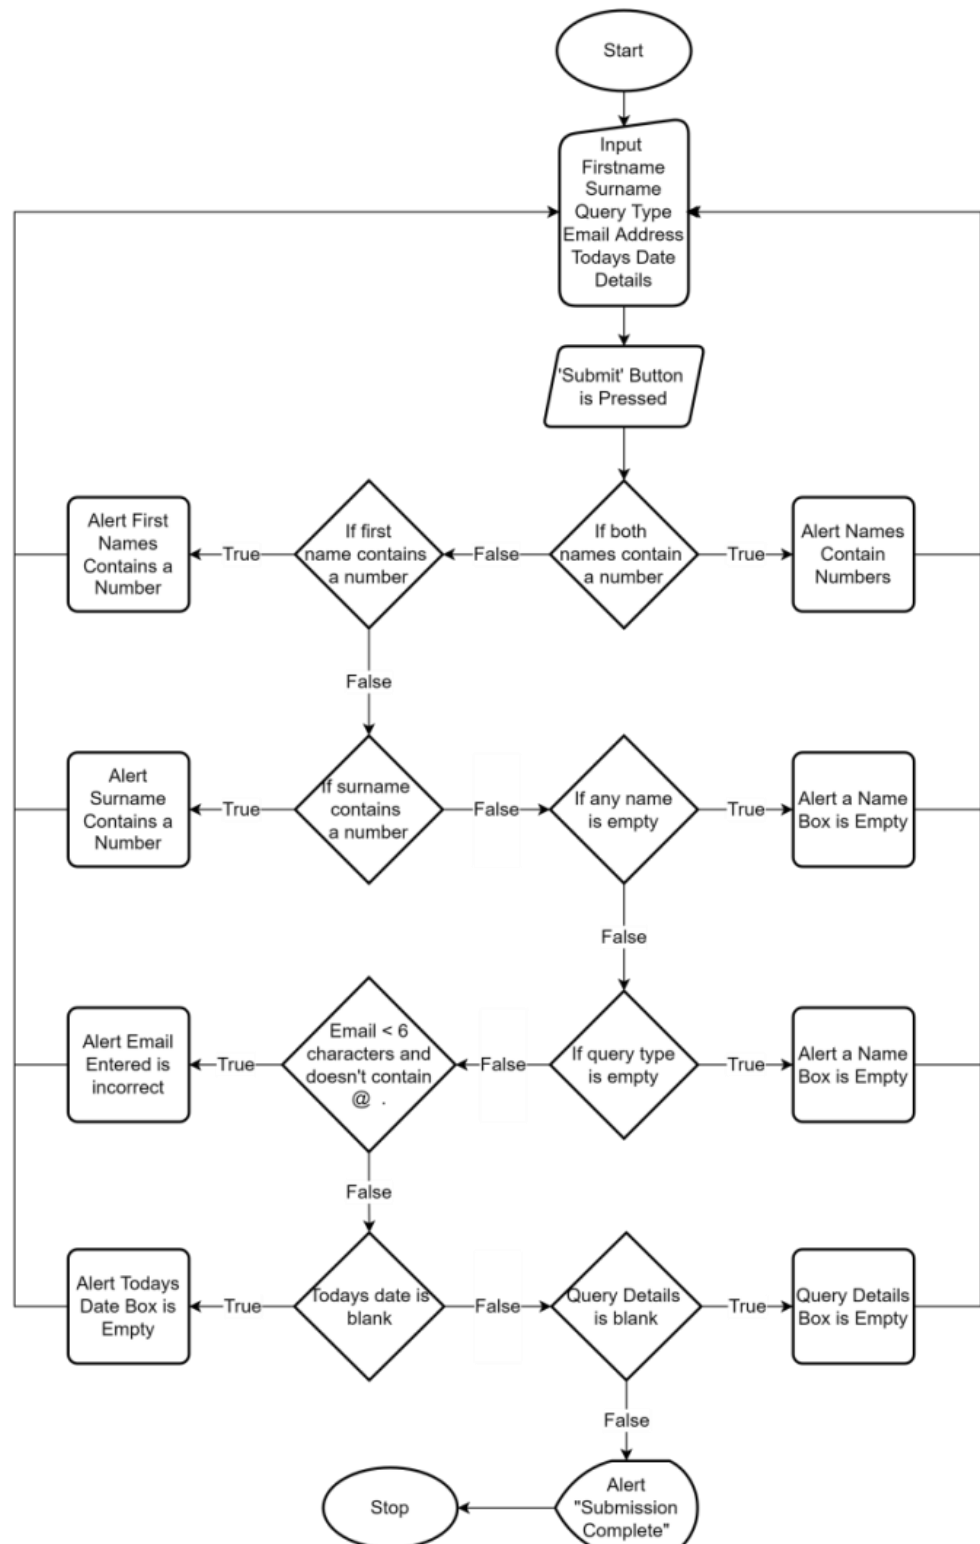 Start
Input
Firstname
Surname
Query Type
Email Address
Todays Date
Details
'Submit' Button
is Pressed
Alert First
Names
Contains a
Number
True
If first
name contains
a number
False
If both
names contain
a number
True
Alert Names
Contain
Numbers
False
Alert
Surname
Contains a
Number
True
If surname
contains
a number
False
If any name
is empty
True
Alert a Name
Box is Empty
False
Alert Email
Entered is
incorrect
True
Email < 6
characters and
doesn't contain
@ .
False
If query type
is empty
True
Alert a Name
Box is Empty
False
Alert Todays
Date Box is
Empty
True
Todays date is
blank
False
Query Details
is blank
True
Query Details
Box is Empty
False
Stop
Alert
"Submission
Complete"